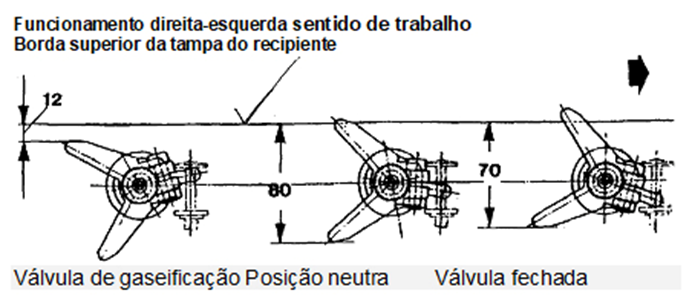 Funcionamento direita-esquerda sentido de trabalho
Borda superior da tampa do recipiente
12
80
70
Válvula de gaseificação Posição neutra Válvula fechada